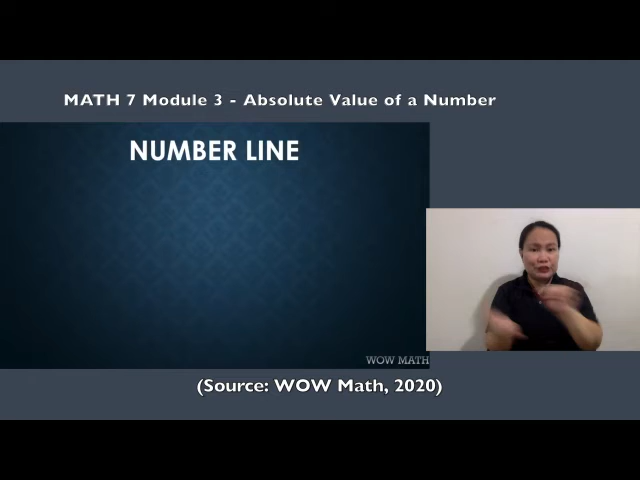 MATH 7 Module 3 - Absolute Value of a Number
NUMBER LINE
WOW MATH
(Source: WOW Math, 2020)